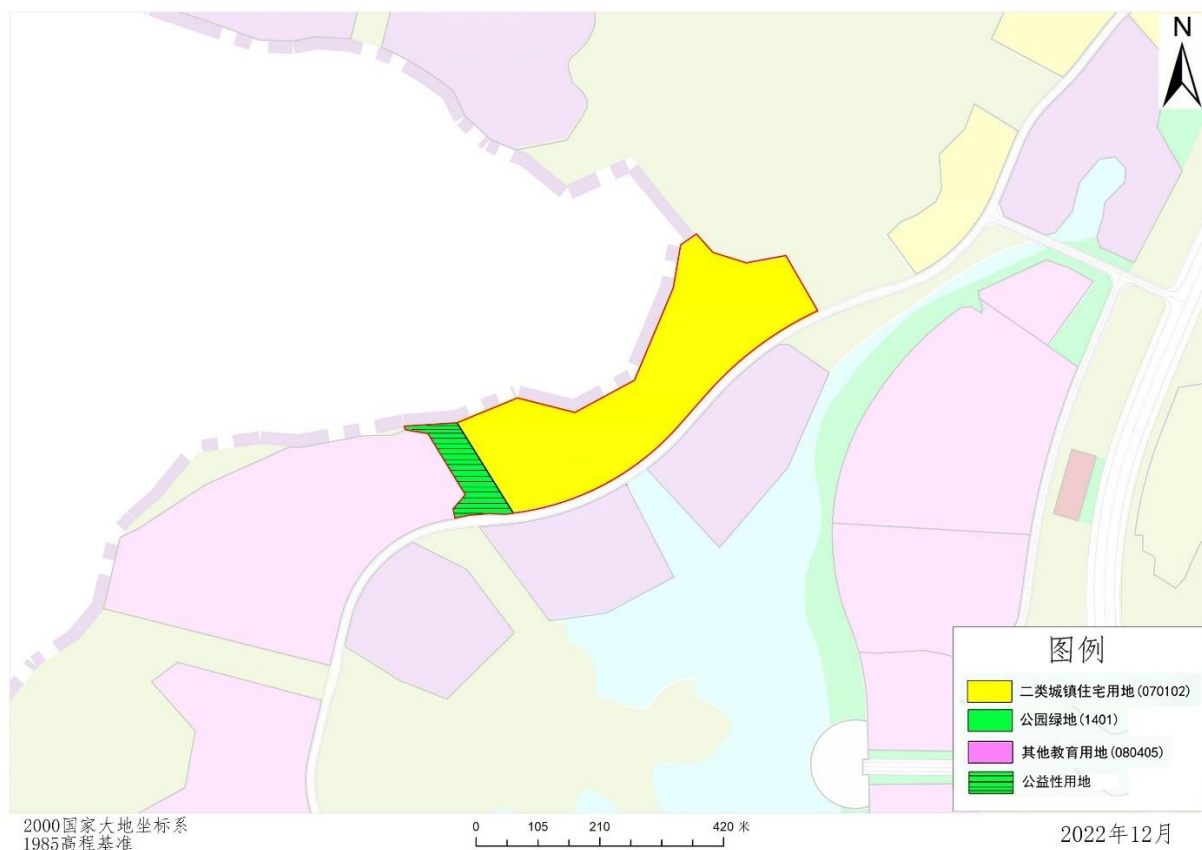 N
图例
二类城镇住宅用地(070102)
公园绿地(1401)
其他教育用地(080405)
公益性用地
2000国家大地坐标系
1985高程基准
0 105 210 420 米
2022年12月